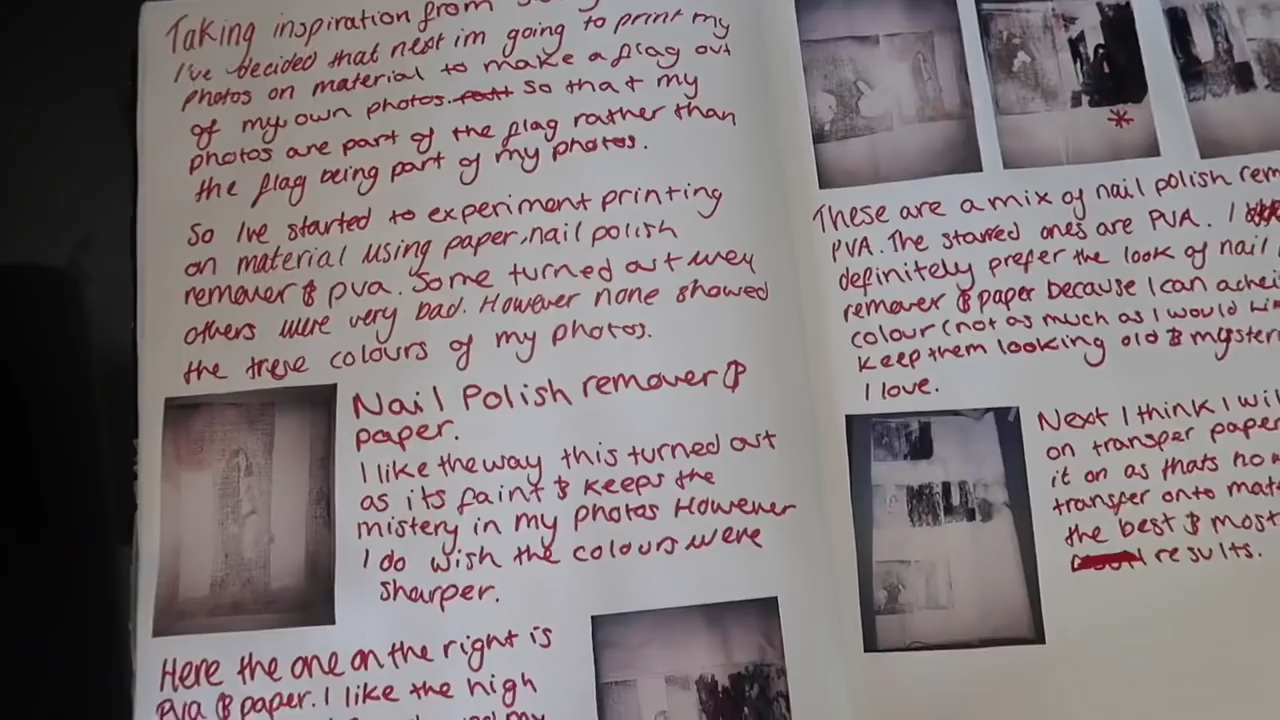 Taking inspiration from
I've decided that next im going to print my
photos on material to make a flag out
of my own photos. so that my
photos are part of the flag rather than
the flag being part of my photos.
So Ive started to experiment printing
on material using paper, nail polish
remover & pva. Some turned out well
others were very bad. However none showed
the true colours of my photos.
Nail Polish remover &
paper.
I like the way this turned out
as its faint & keeps the
mistery in my photos However
I do wish the colours were
sharper.
Here the one on the right is
Pva & paper. I like the high
These are a mix of nail polish rem
PVA. The starred ones are PVA. I
definitely prefer the look of nail
remover & paper because I can achei
colour (not as much as I would li
keep them looking old & myster
I love.
Next I think I wil
on transfer paper
it on as thats how
transfer onto mat
the best & most
results.